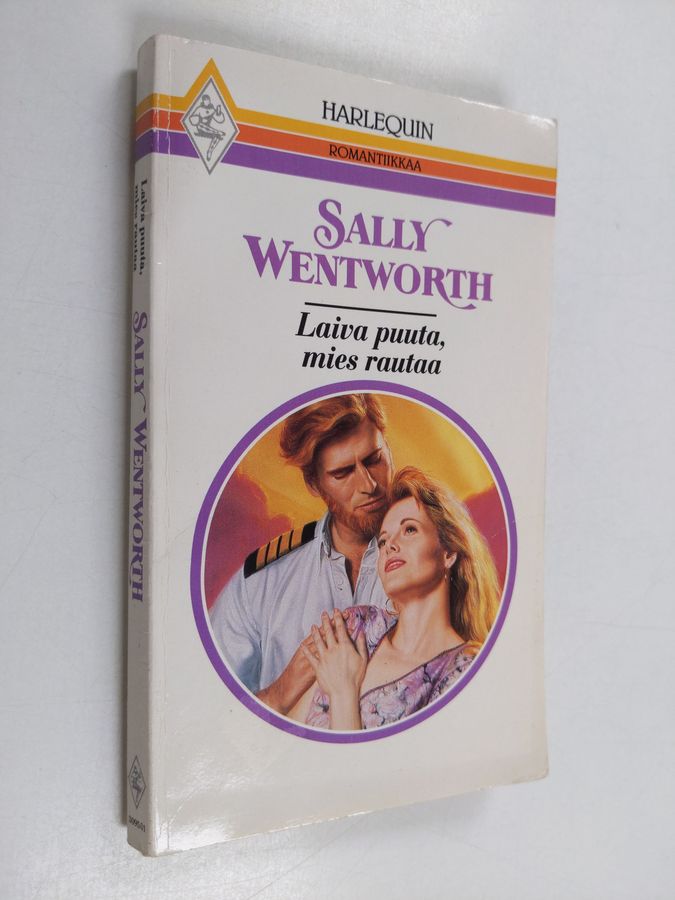 HARLEQUIN
ROMANTIIKKAA
SALLY
WENTWORTH
Laiva puuta,
mies rautaa
Laiva puuta,
mies rautaa
SALLY WENTWORTH